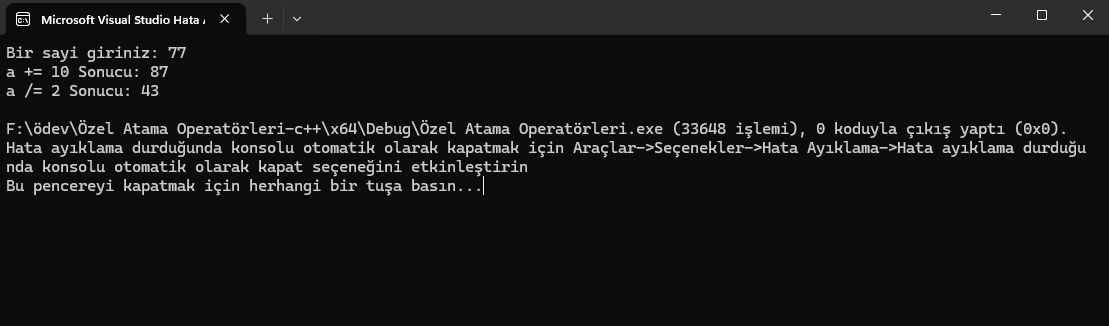 Microsoft Visual Studio Hata
Bir sayi giriniz: 77
a += 10 Sonucu: 87
a /= 2 Sonucu: 43
F:\ödev\Özel Atama Operatörleri-c++\x64\Debug\Özel Atama Operatörleri.exe (33648 işlemi), 0 koduyla çıkış yaptı (0x0).
Hata ayıklama durduğunda konsolu otomatik olarak kapatmak için Araçlar->Seçenekler->Hata Ayıklama->Hata ayıklama durduğu
nda konsolu otomatik olarak kapat seçeneğini etkinleştirin
Bu pencereyi kapatmak için herhangi bir tuşa basın...